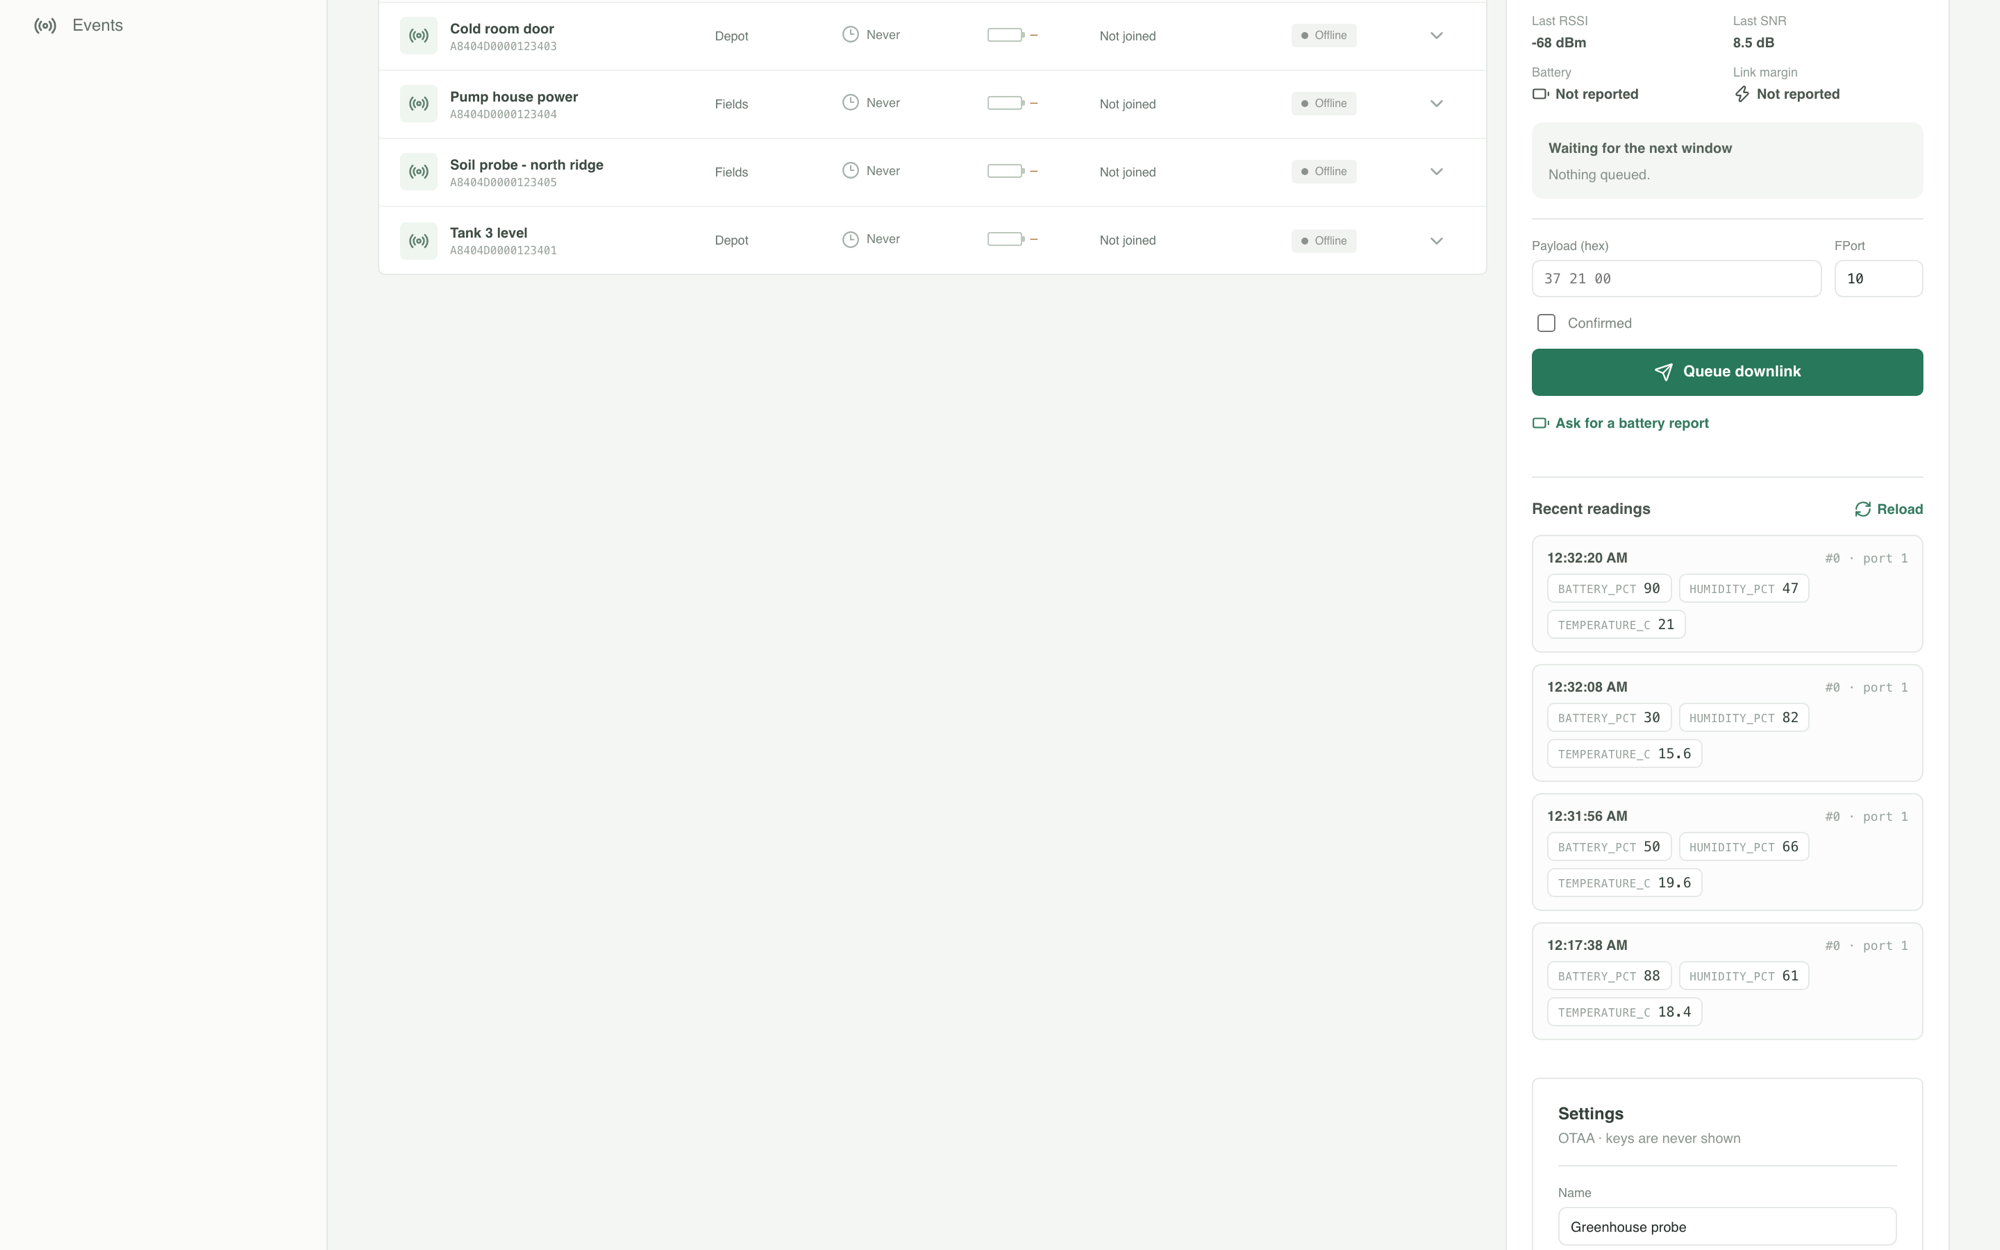 Events
Cold room door
A8404D0000123403
Depot
Never
–
Not joined
Offline
Pump house power
A8404D0000123404
Fields
Never
–
Not joined
Offline
Soil probe - north ridge
A8404D0000123405
Fields
Never
–
Not joined
Offline
Tank 3 level
A8404D0000123401
Depot
Never
–
Not joined
Offline
Last RSSI
-68 dBm
Last SNR
8.5 dB
Battery
Not reported
Link margin
Not reported
Waiting for the next window
Nothing queued.
Payload (hex)
37 21 00
FPort
10
Confirmed
Queue downlink
Ask for a battery report
Recent readings
Reload
12:32:20 AM
#0 · port 1
BATTERY_PCT 90
HUMIDITY_PCT 47
TEMPERATURE_C 21
12:32:08 AM
#0 · port 1
BATTERY_PCT 30
HUMIDITY_PCT 82
TEMPERATURE_C 15.6
12:31:56 AM
#0 · port 1
BATTERY_PCT 50
HUMIDITY_PCT 66
TEMPERATURE_C 19.6
12:17:38 AM
#0 · port 1
BATTERY_PCT 88
HUMIDITY_PCT 61
TEMPERATURE_C 18.4
Settings
OTAA · keys are never shown
Name
Greenhouse probe